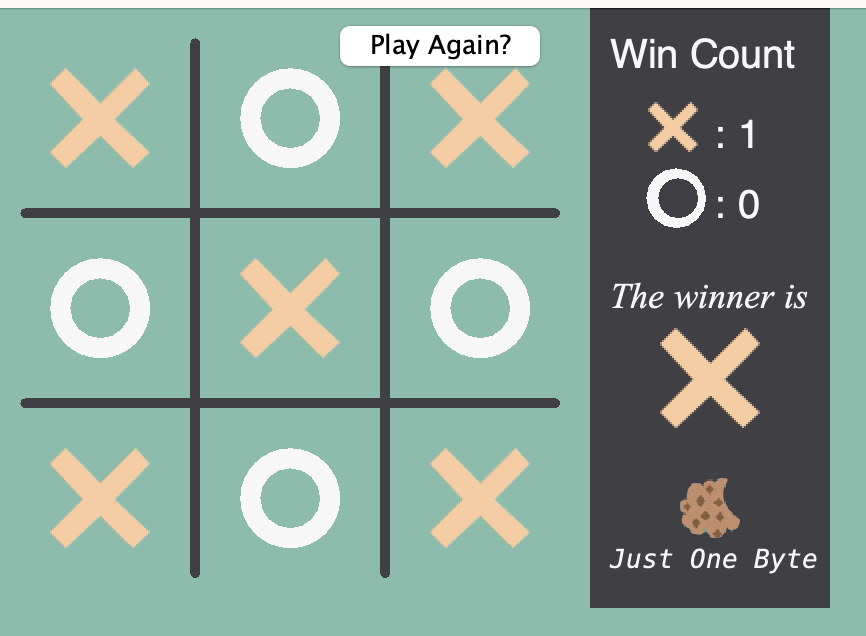 Play Again?
Win Count
: 1
: 0
The winner is
Just One Byte